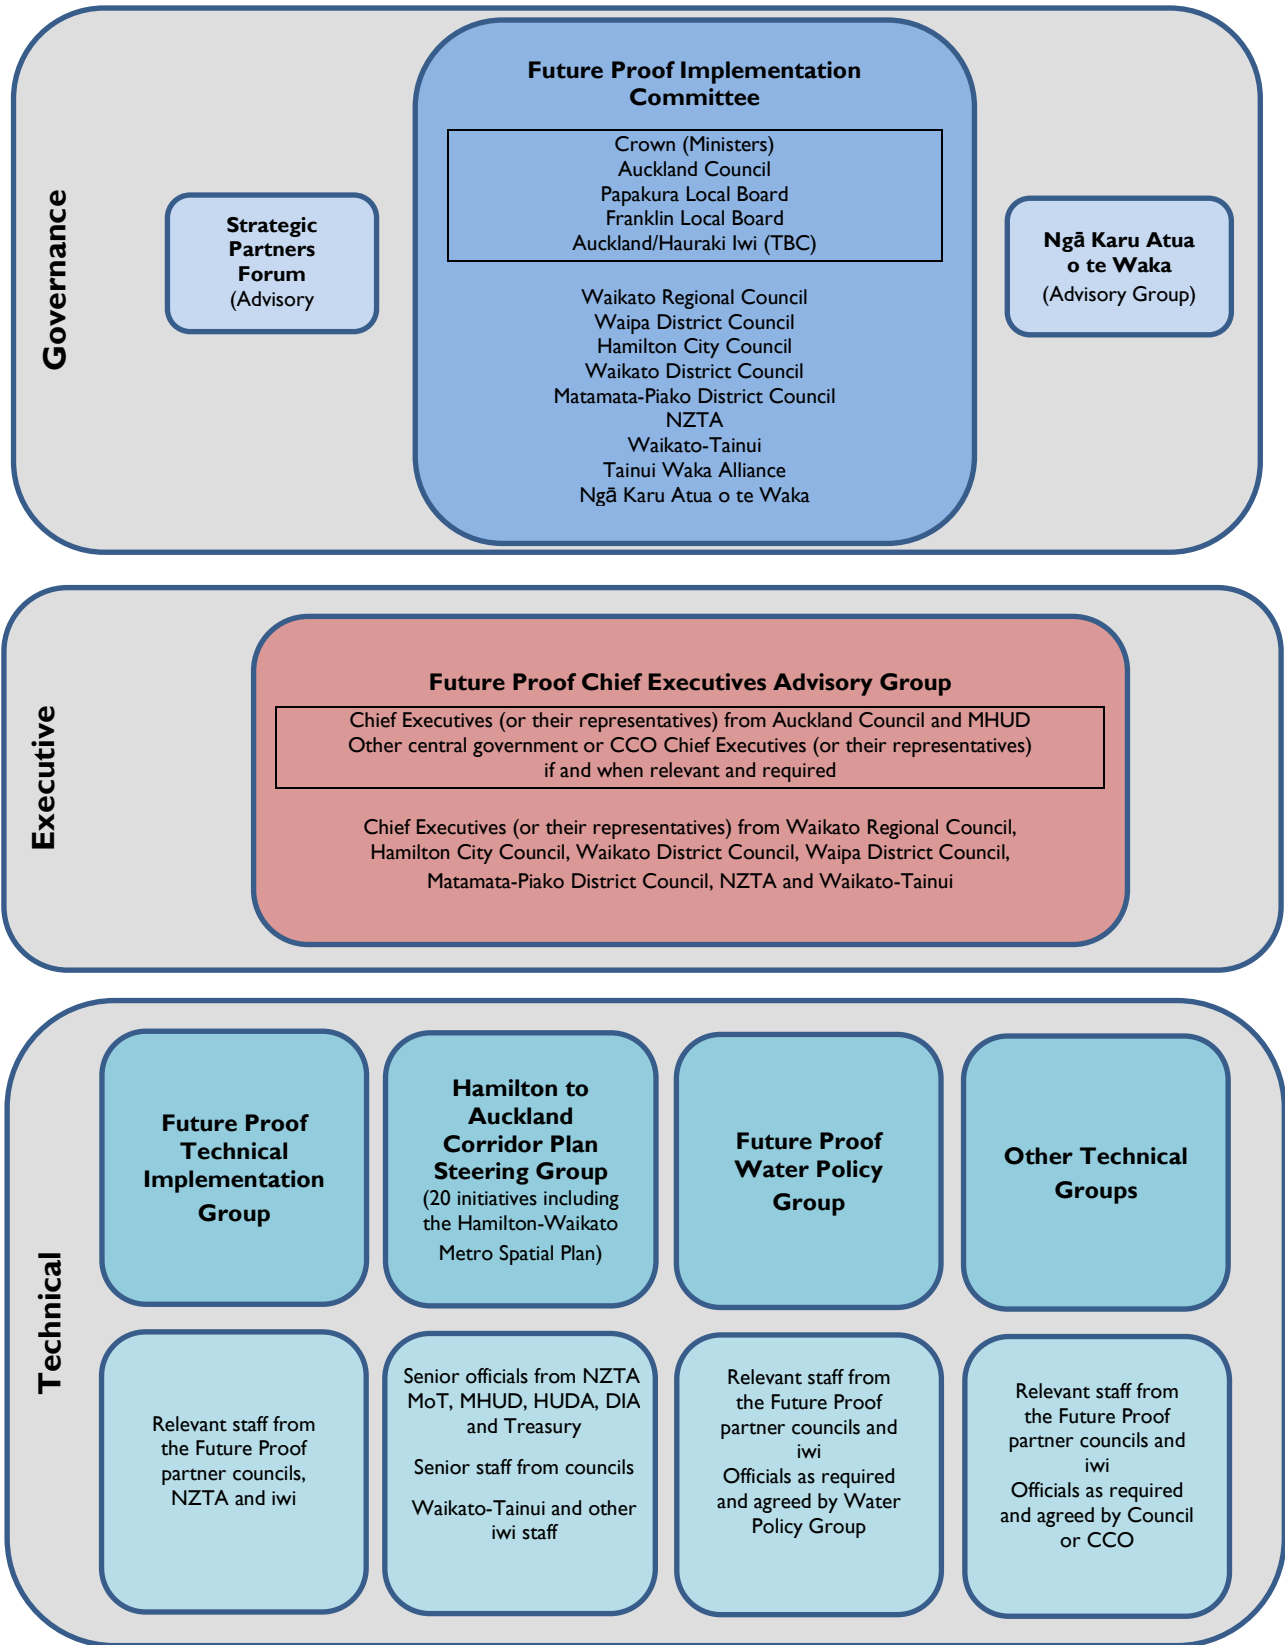 Governance
Strategic
Partners
Forum
(Advisory
Future Proof Implementation
Committee
Crown (Ministers)
Auckland Council
Papakura Local Board
Franklin Local Board
Auckland/Hauraki Iwi (TBC)
Waikato Regional Council
Waipa District Council
Hamilton City Council
Waikato District Council
Matamata-Piako District Council
NZTA
Waikato-Tainui
Tainui Waka Alliance
Ngā Karu Atua o te Waka
Ngā Karu Atua
o te Waka
(Advisory Group)
Executive
Future Proof Chief Executives Advisory Group
Chief Executives (or their representatives) from Auckland Council and MHUD
Other central government or CCO Chief Executives (or their representatives)
if and when relevant and required
Chief Executives (or their representatives) from Waikato Regional Council,
Hamilton City Council, Waikato District Council, Waipa District Council,
Matamata-Piako District Council, NZTA and Waikato-Tainui
Technical
Future Proof
Technical
Implementation
Group
Hamilton to
Auckland
Corridor Plan
Steering Group
(20 initiatives including
the Hamilton-Waikato
Metro Spatial Plan)
Future Proof
Water Policy
Group
Other Technical
Groups
Relevant staff from
the Future Proof
partner councils,
NZTA and iwi
Senior officials from NZTA
MoT, MHUD, HUDA, DIA
and Treasury
Senior staff from councils
Waikato-Tainui and other
iwi staff
Relevant staff from
the Future Proof
partner councils and
iwi
Officials as required
and agreed by Water
Policy Group
Relevant staff from
the Future Proof
partner councils and
iwi
Officials as required
and agreed by Council
or CCO